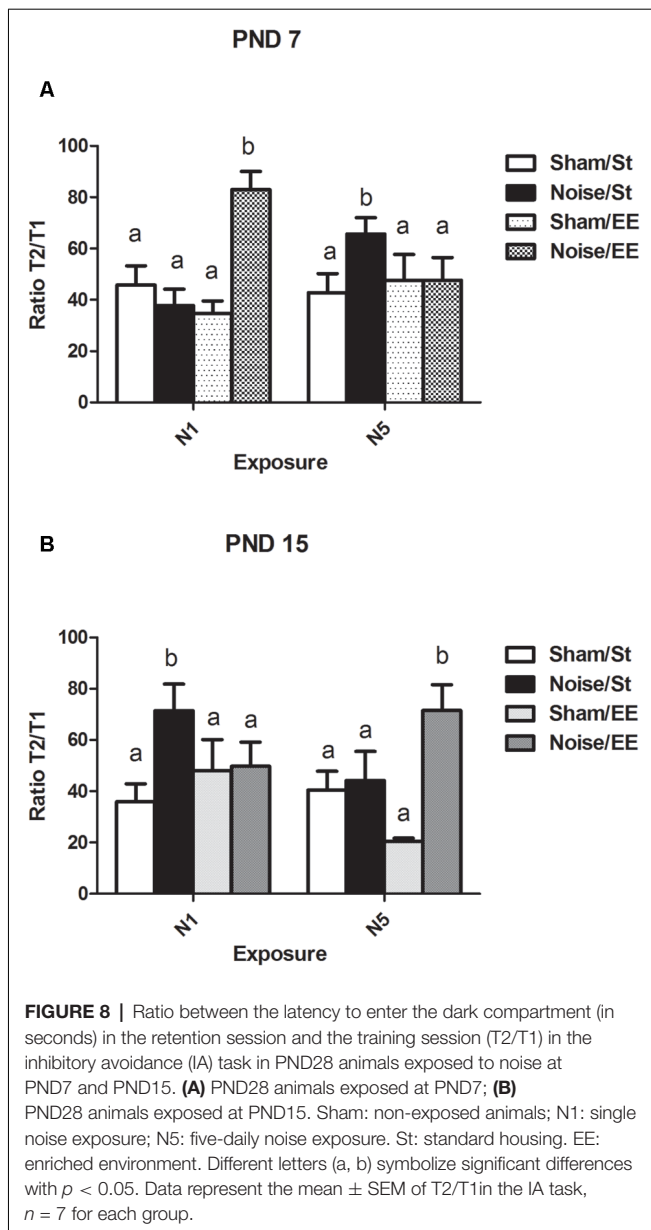 PND 7
A
100
80
60
40
20
0
Ratio T2/T1
a
a
a
b
a
b
a
a
N1
N5
Exposure
Sham/St
Noise/St
Sham/EE
Noise/EE
B
PND 15
100
80
60
40
20
0
Ratio T2/T1
a
b
a
a
a
a
a
b
N1
N5
Exposure
Sham/St
Noise/St
Sham/EE
Noise/EE
FIGURE 8 | Ratio between the latency to enter the dark compartment (in
seconds) in the retention session and the training session (T2/T1) in the
inhibitory avoidance (IA) task in PND28 animals exposed to noise at
PND7 and PND15. (A) PND28 animals exposed at PND7; (B)
PND28 animals exposed at PND15. Sham: non-exposed animals; N1: single
noise exposure; N5: five-daily noise exposure. St: standard housing. EE:
enriched environment. Different letters (a, b) symbolize significant differences
with p < 0.05. Data represent the mean ± SEM of T2/T1in the IA task,
n = 7 for each group.